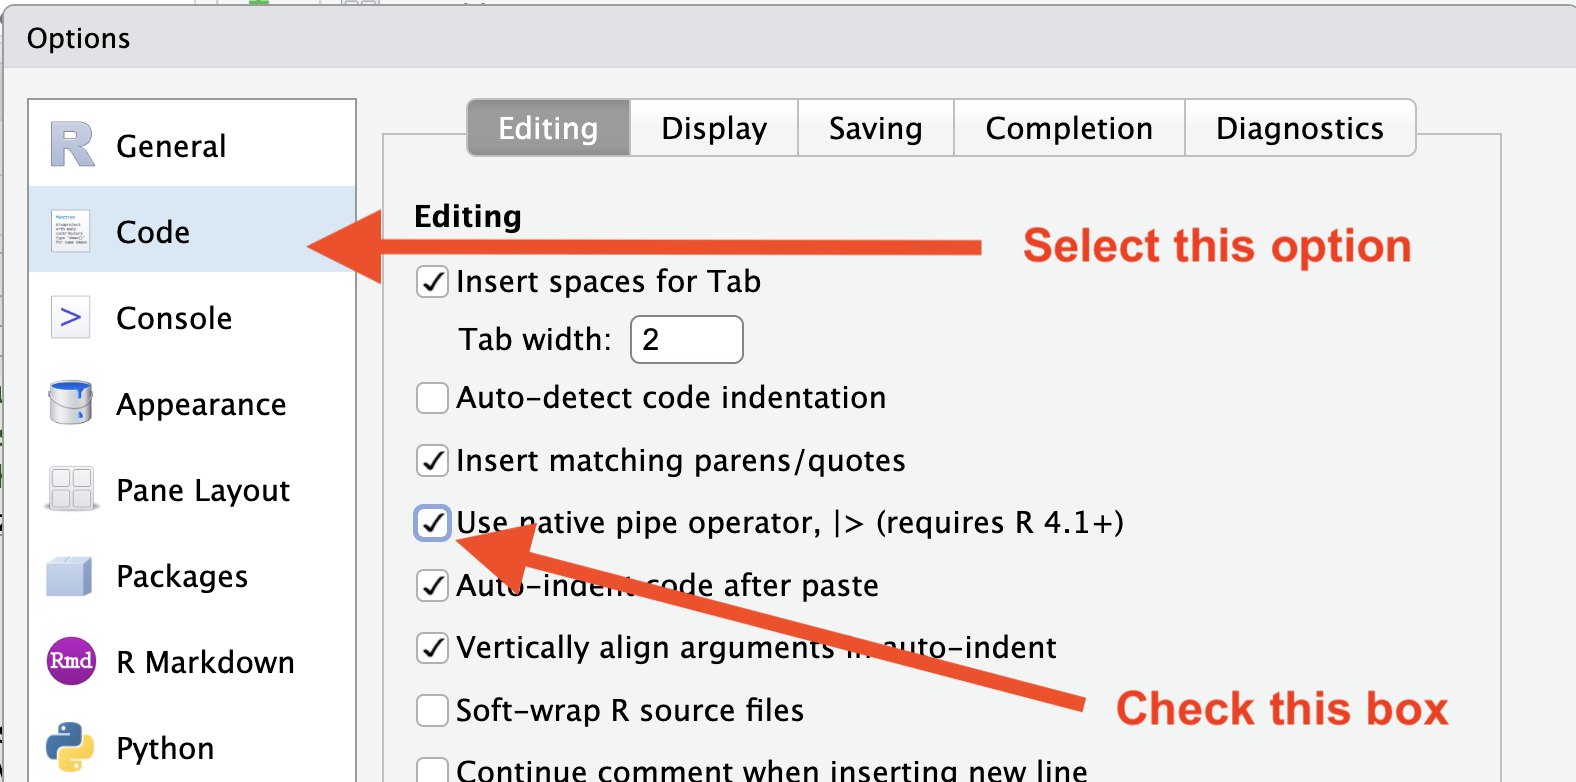 Options
General
Code
Console
Appearance
Pane Layout
Packages
Rmd
R Markdown
Python
Editing
Display
Saving
Completion
Diagnostics
Editing
Select this option
Insert spaces for Tab
Tab width: 2
Auto-detect code indentation
Insert matching parens/quotes
Use native pipe operator, |> (requires R 4.1+)
Auto-indent code after paste
Vertically align arguments in auto-indent
Check this box
Soft-wrap R source files
Continue comment when inserting new line